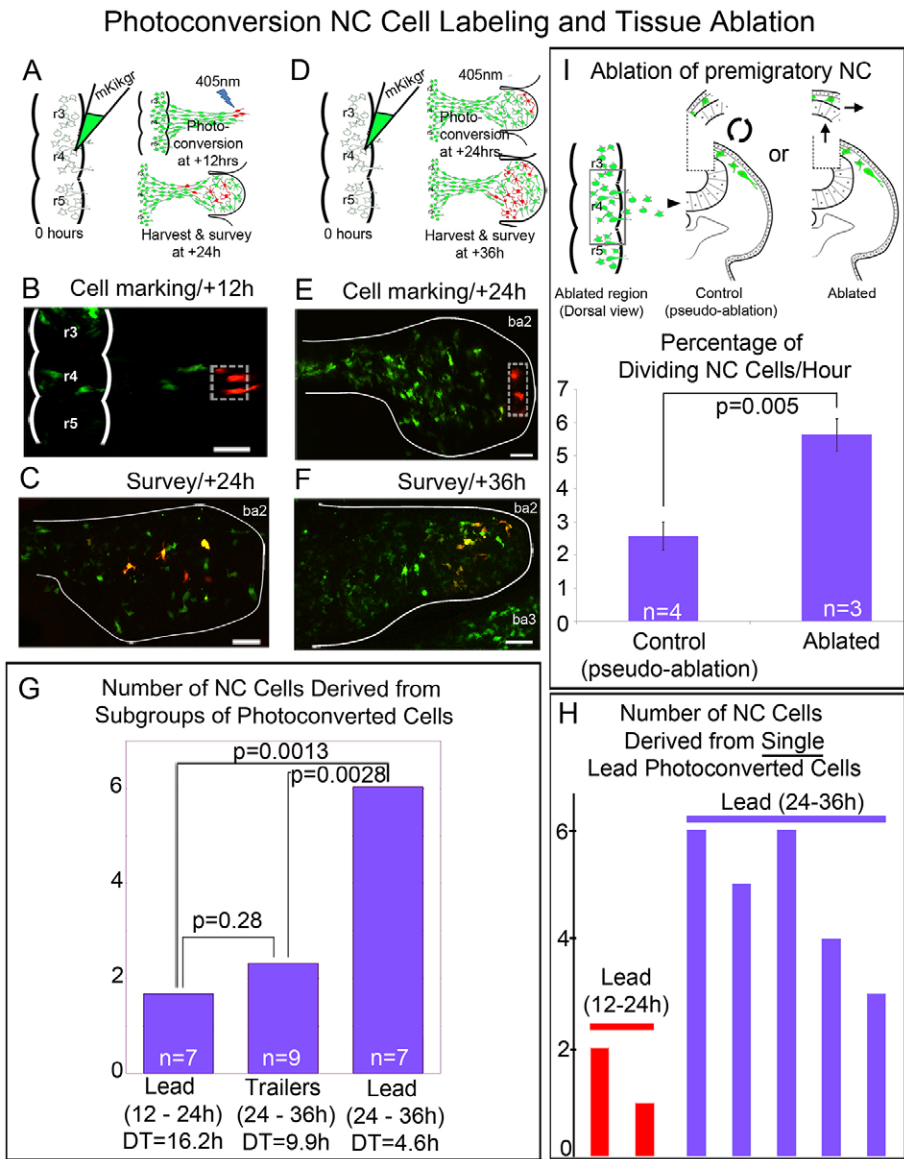 Photoconversion NC Cell Labeling and Tissue Ablation
A
mKikgr
r3
r4
r5
0 hours
405nm
r3
r4
r5
Photo-
conversion
at +12hrs
Harvest & survey
at +24h
D
mKikgr
r3
r4
r5
0 hours
405nm
Photo-
conversion
at +24hrs
Harvest & survey
at +36h
B Cell marking/+12h
r3
r4
r5
E Cell marking/+24h
ba2
C Survey/+24h
ba2
F Survey/+36h
ba2
ba3
I Ablation of premigratory NC
or
r3
r4
r5
Ablated region
(Dorsal view)
Control
(pseudo-ablation)
Ablated
Percentage of
Dividing NC Cells/Hour
7
6
5
4
3
2
1
0
p=0.005
n=4
n=3
Control
(pseudo-ablation)
Ablated
G Number of NC Cells Derived from
Subgroups of Photoconverted Cells
6
4
2
0
p=0.0013
p=0.0028
p=0.28
n=7
n=9
n=7
Lead
(12 - 24h)
DT=16.2h
Trailers
(24 - 36h)
DT=9.9h
Lead
(24 - 36h)
DT=4.6h
H Number of NC Cells
Derived from Single
Lead Photoconverted Cells
6
4
2
0
Lead (24-36h)
Lead
(12-24h)